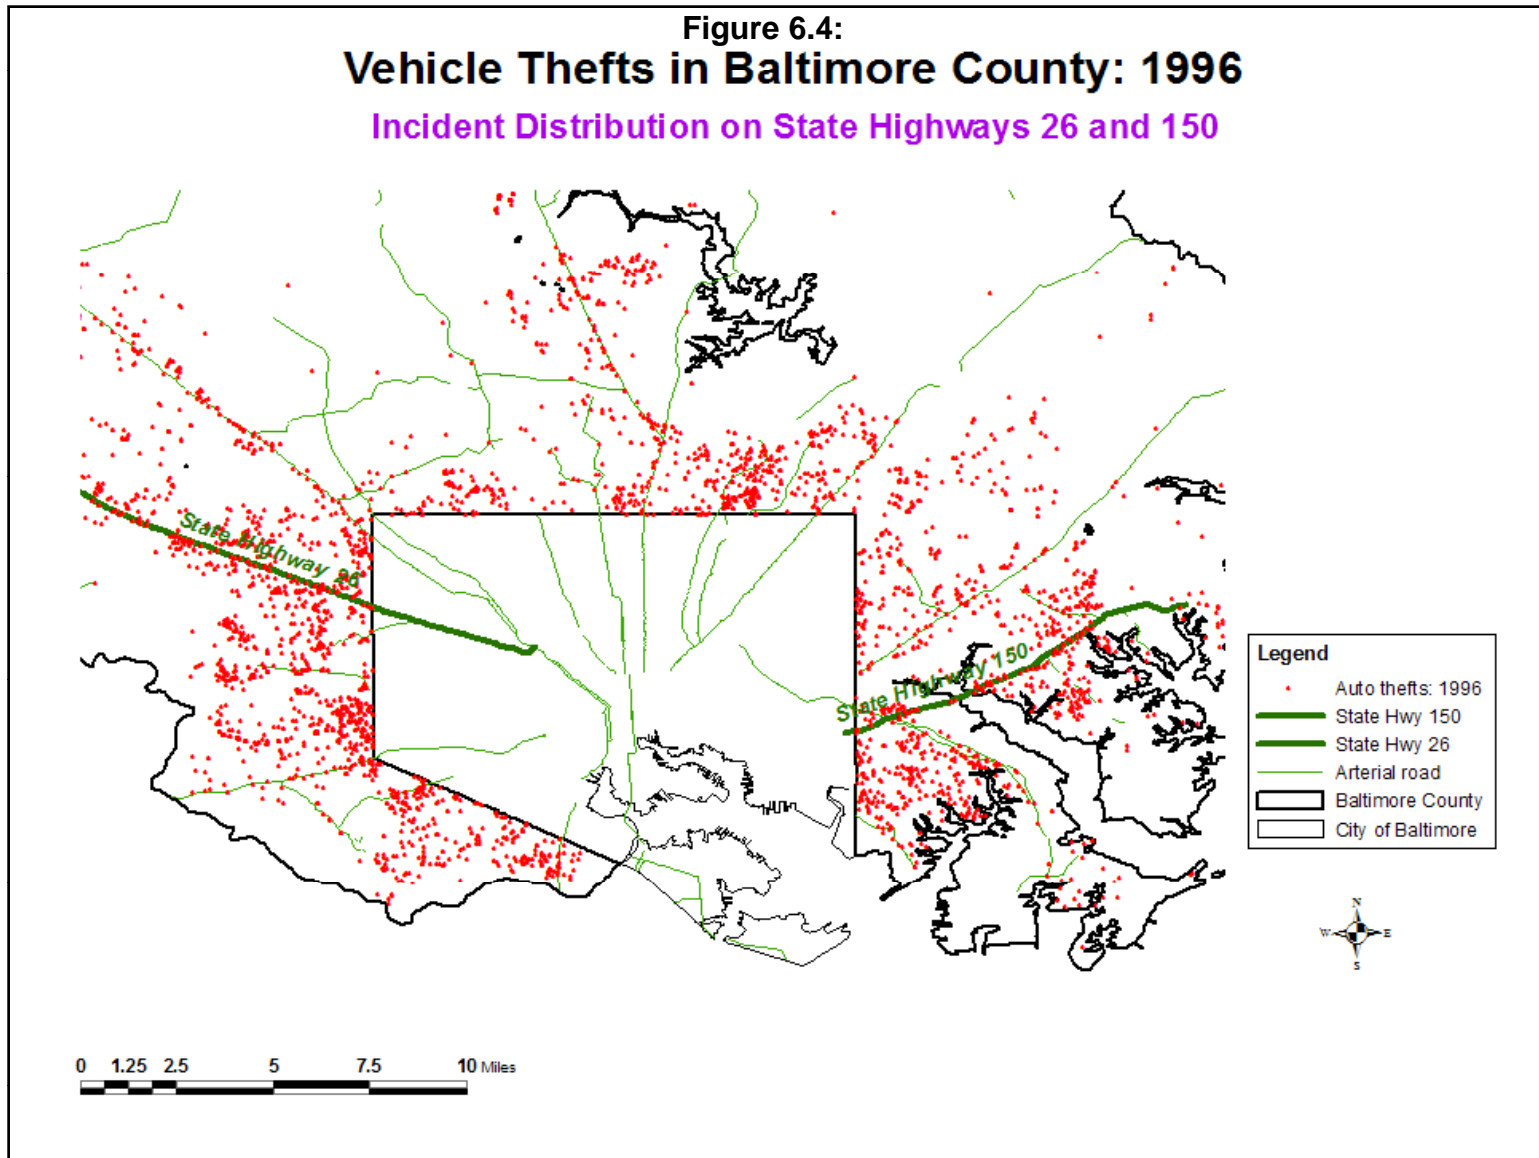 Figure 6.4:
Vehicle Thefts in Baltimore County: 1996
Incident Distribution on State Highways 26 and 150
State Highway 26
State Highway 150
Legend
Auto thefts: 1996
State Hwy 150
State Hwy 26
Arterial road
Baltimore County
City of Baltimore
N
W
E
S
0 1.25 2.5 5 7.5 10 Miles